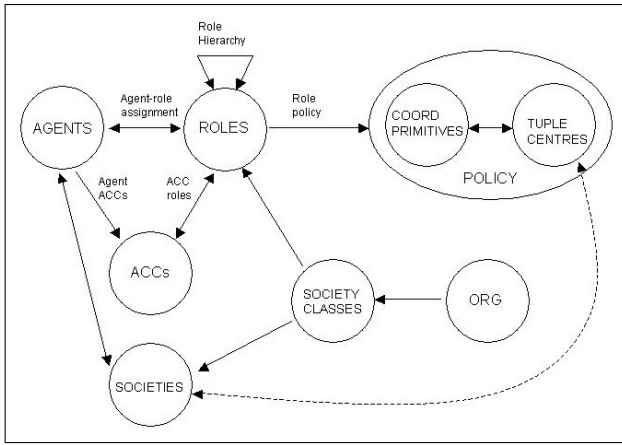 Role
Hierarchy
Agent-role
assignment
Role
policy
AGENTS
ROLES
COORD
PRIMITIVES
TUPLE
CENTRES
POLICY
Agent
ACCs
ACC
roles
ACCs
SOCIETY
CLASSES
ORG
SOCIETIES